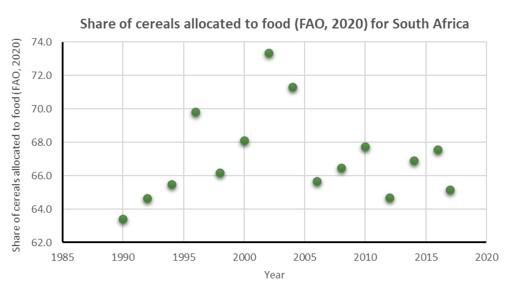 Share of cereals allocated to food (FAO, 2020) for South Africa
Share of cereals allocated to food (FAO, 2020)
74.0
72.0
70.0
68.0
66.0
64.0
62.0
1985 1990 1995 2000 2005 2010 2015 2020
Year